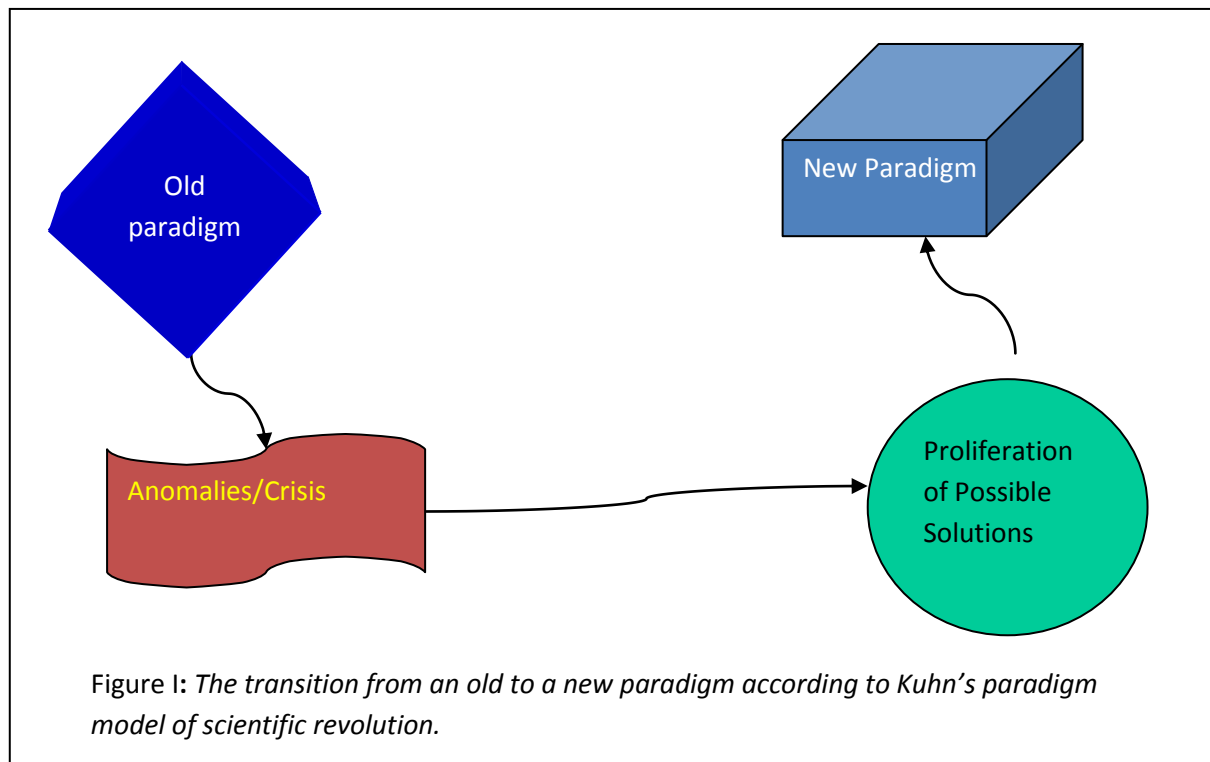 Old
paradigm
New Paradigm
Anomalies/Crisis
Proliferation
of Possible
Solutions
Figure I: The transition from an old to a new paradigm according to Kuhn’s paradigm
model of scientific revolution.